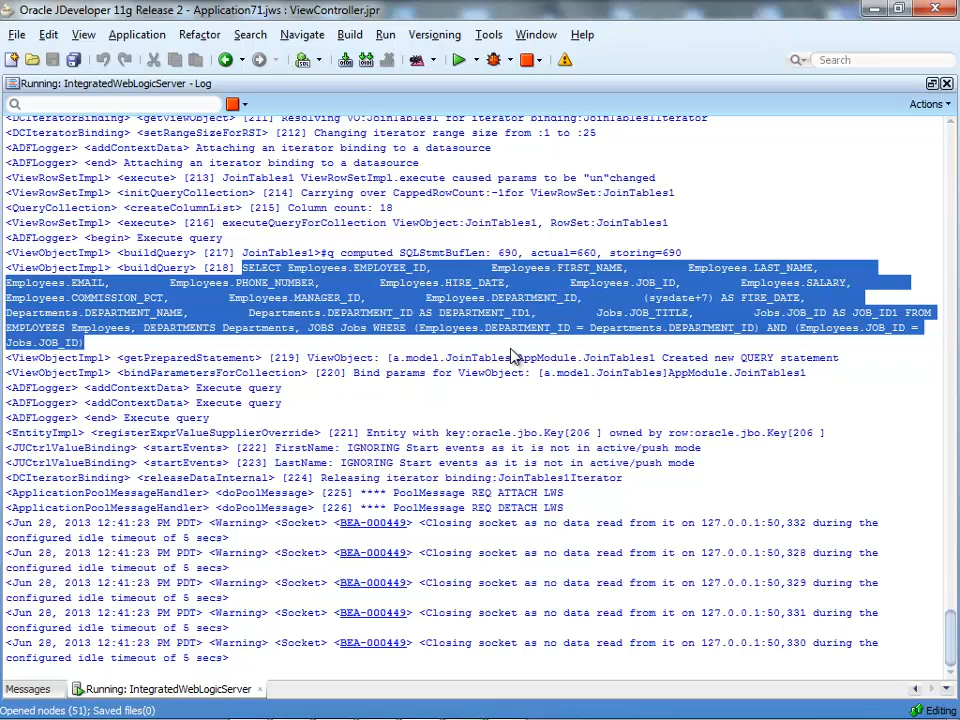 Oracle JDeveloper 11g Release 2 - Application71.jws : ViewController.jpr
File Edit View Application Refactor Search Navigate Build Run Versioning Tools Window Help
Search
Running: IntegratedWebLogicServer - Log
Actions
<DCIteratorBinding> <getViewObject> [211] Resolving VO:JoinTables1 for iterator binding:JoinTables1Iterator
<DCIteratorBinding> <setRangeSizeForRSI> [212] Changing iterator range size from :1 to :25
<ADFLogger> <addContextData> Attaching an iterator binding to a datasource
<ADFLogger> <end> Attaching an iterator binding to a datasource
<ViewRowSetImpl> <execute> [213] JoinTables1 ViewRowSetImpl.execute caused params to be "un"changed
<ViewRowSetImpl> <initQueryCollection> [214] Carrying over CappedRowCount:-1for ViewRowSet:JoinTables1
<QueryCollection> <createColumnList> [215] Column count: 18
<ViewRowSetImpl> <execute> [216] executeQueryForCollection ViewObject:JoinTables1, RowSet:JoinTables1
<ADFLogger> <begin> Execute query
<ViewObjectImpl> <buildQuery> [217] JoinTables1>#q computed SQLStmtBufLen: 690, actual=660, storing=690
<ViewObjectImpl> <buildQuery> [218] SELECT Employees.EMPLOYEE_ID, Employees.FIRST_NAME, Employees.LAST_NAME,
Employees.EMAIL, Employees.PHONE_NUMBER, Employees.HIRE_DATE, Employees.JOB_ID, Employees.SALARY,
Employees.COMMISSION_PCT, Employees.MANAGER_ID, Employees.DEPARTMENT_ID, (sysdate+7) AS FIRE_DATE,
Departments.DEPARTMENT_NAME, Departments.DEPARTMENT_ID AS DEPARTMENT_ID1, Jobs.JOB_TITLE, Jobs.JOB_ID AS JOB_ID1 FROM
EMPLOYEES Employees, DEPARTMENTS Departments, JOBS Jobs WHERE (Employees.DEPARTMENT_ID = Departments.DEPARTMENT_ID) AND (Employees.JOB_ID =
Jobs.JOB_ID)
<ViewObjectImpl> <getPreparedStatement> [219] ViewObject: [a.model.JoinTables]AppModule.JoinTables1 Created new QUERY statement
<ViewObjectImpl> <bindParametersForCollection> [220] Bind params for ViewObject: [a.model.JoinTables]AppModule.JoinTables1
<ADFLogger> <addContextData> Execute query
<ADFLogger> <addContextData> Execute query
<ADFLogger> <end> Execute query
<EntityImpl> <registerExprValueSupplierOverride> [221] Entity with key:oracle.jbo.Key[206 ] owned by row:oracle.jbo.Key[206 ]
<JUCtrlValueBinding> <startEvents> [222] FirstName: IGNORING Start events as it is not in active/push mode
<JUCtrlValueBinding> <startEvents> [223] LastName: IGNORING Start events as it is not in active/push mode
<DCIteratorBinding> <releaseDataInternal> [224] Releasing iterator binding:JoinTables1Iterator
<ApplicationPoolMessageHandler> <doPoolMessage> [225] **** PoolMessage REQ ATTACH LWS
<ApplicationPoolMessageHandler> <doPoolMessage> [226] **** PoolMessage REQ DETACH LWS
<Jun 28, 2013 12:41:23 PM PDT> <Warning> <Socket> <BEA-000449> <Closing socket as no data read from it on 127.0.0.1:50,332 during the
configured idle timeout of 5 secs>
<Jun 28, 2013 12:41:23 PM PDT> <Warning> <Socket> <BEA-000449> <Closing socket as no data read from it on 127.0.0.1:50,328 during the
configured idle timeout of 5 secs>
<Jun 28, 2013 12:41:23 PM PDT> <Warning> <Socket> <BEA-000449> <Closing socket as no data read from it on 127.0.0.1:50,329 during the
configured idle timeout of 5 secs>
<Jun 28, 2013 12:41:23 PM PDT> <Warning> <Socket> <BEA-000449> <Closing socket as no data read from it on 127.0.0.1:50,331 during the
configured idle timeout of 5 secs>
<Jun 28, 2013 12:41:23 PM PDT> <Warning> <Socket> <BEA-000449> <Closing socket as no data read from it on 127.0.0.1:50,330 during the
configured idle timeout of 5 secs>
Messages Running: IntegratedWebLogicServer
Opened nodes (51); Saved files(0) Editing